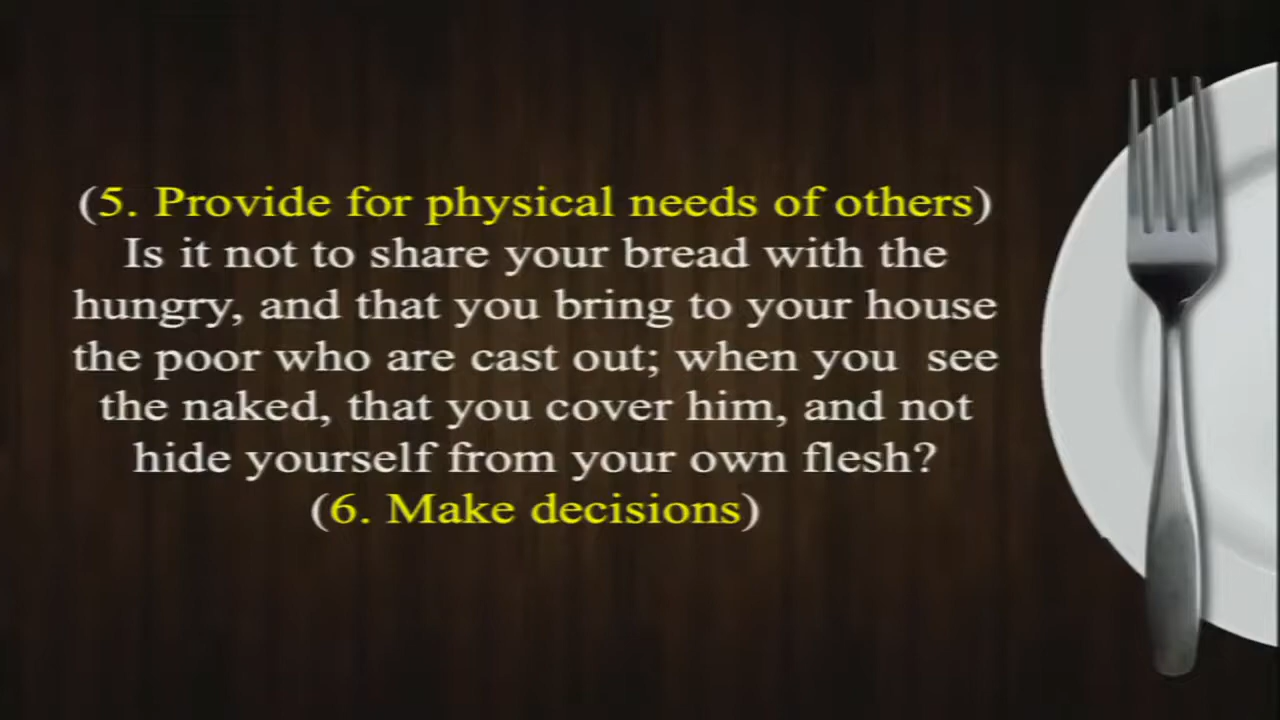 (5. Provide for physical needs of others)
Is it not to share your bread with the
hungry, and that you bring to your house
the poor who are cast out; when you see
the naked, that you cover him, and not
hide yourself from your own flesh?
(6. Make decisions)